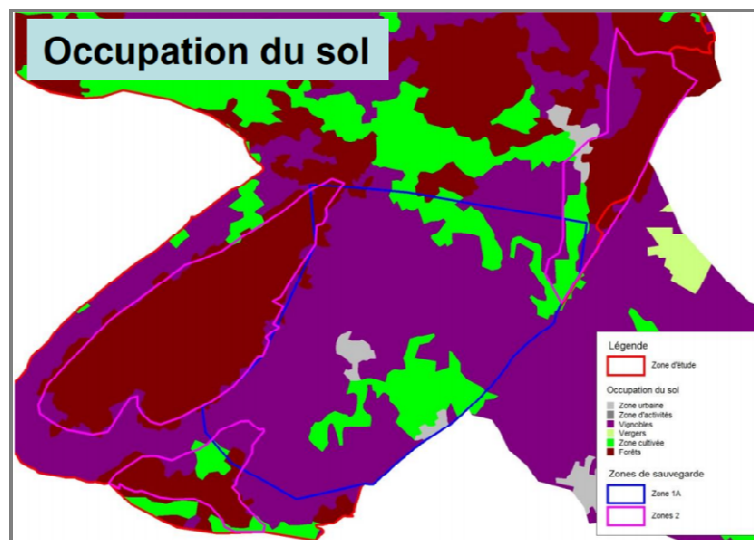 Occupation du sol
Légende
Zone d'étude
Occupation du sol
Zone urbaine
Zone d'activités
Vignobles
Vergers
Zone cultivée
Forêts
Zones de sauvegarde
Zone 1A
Zones 2